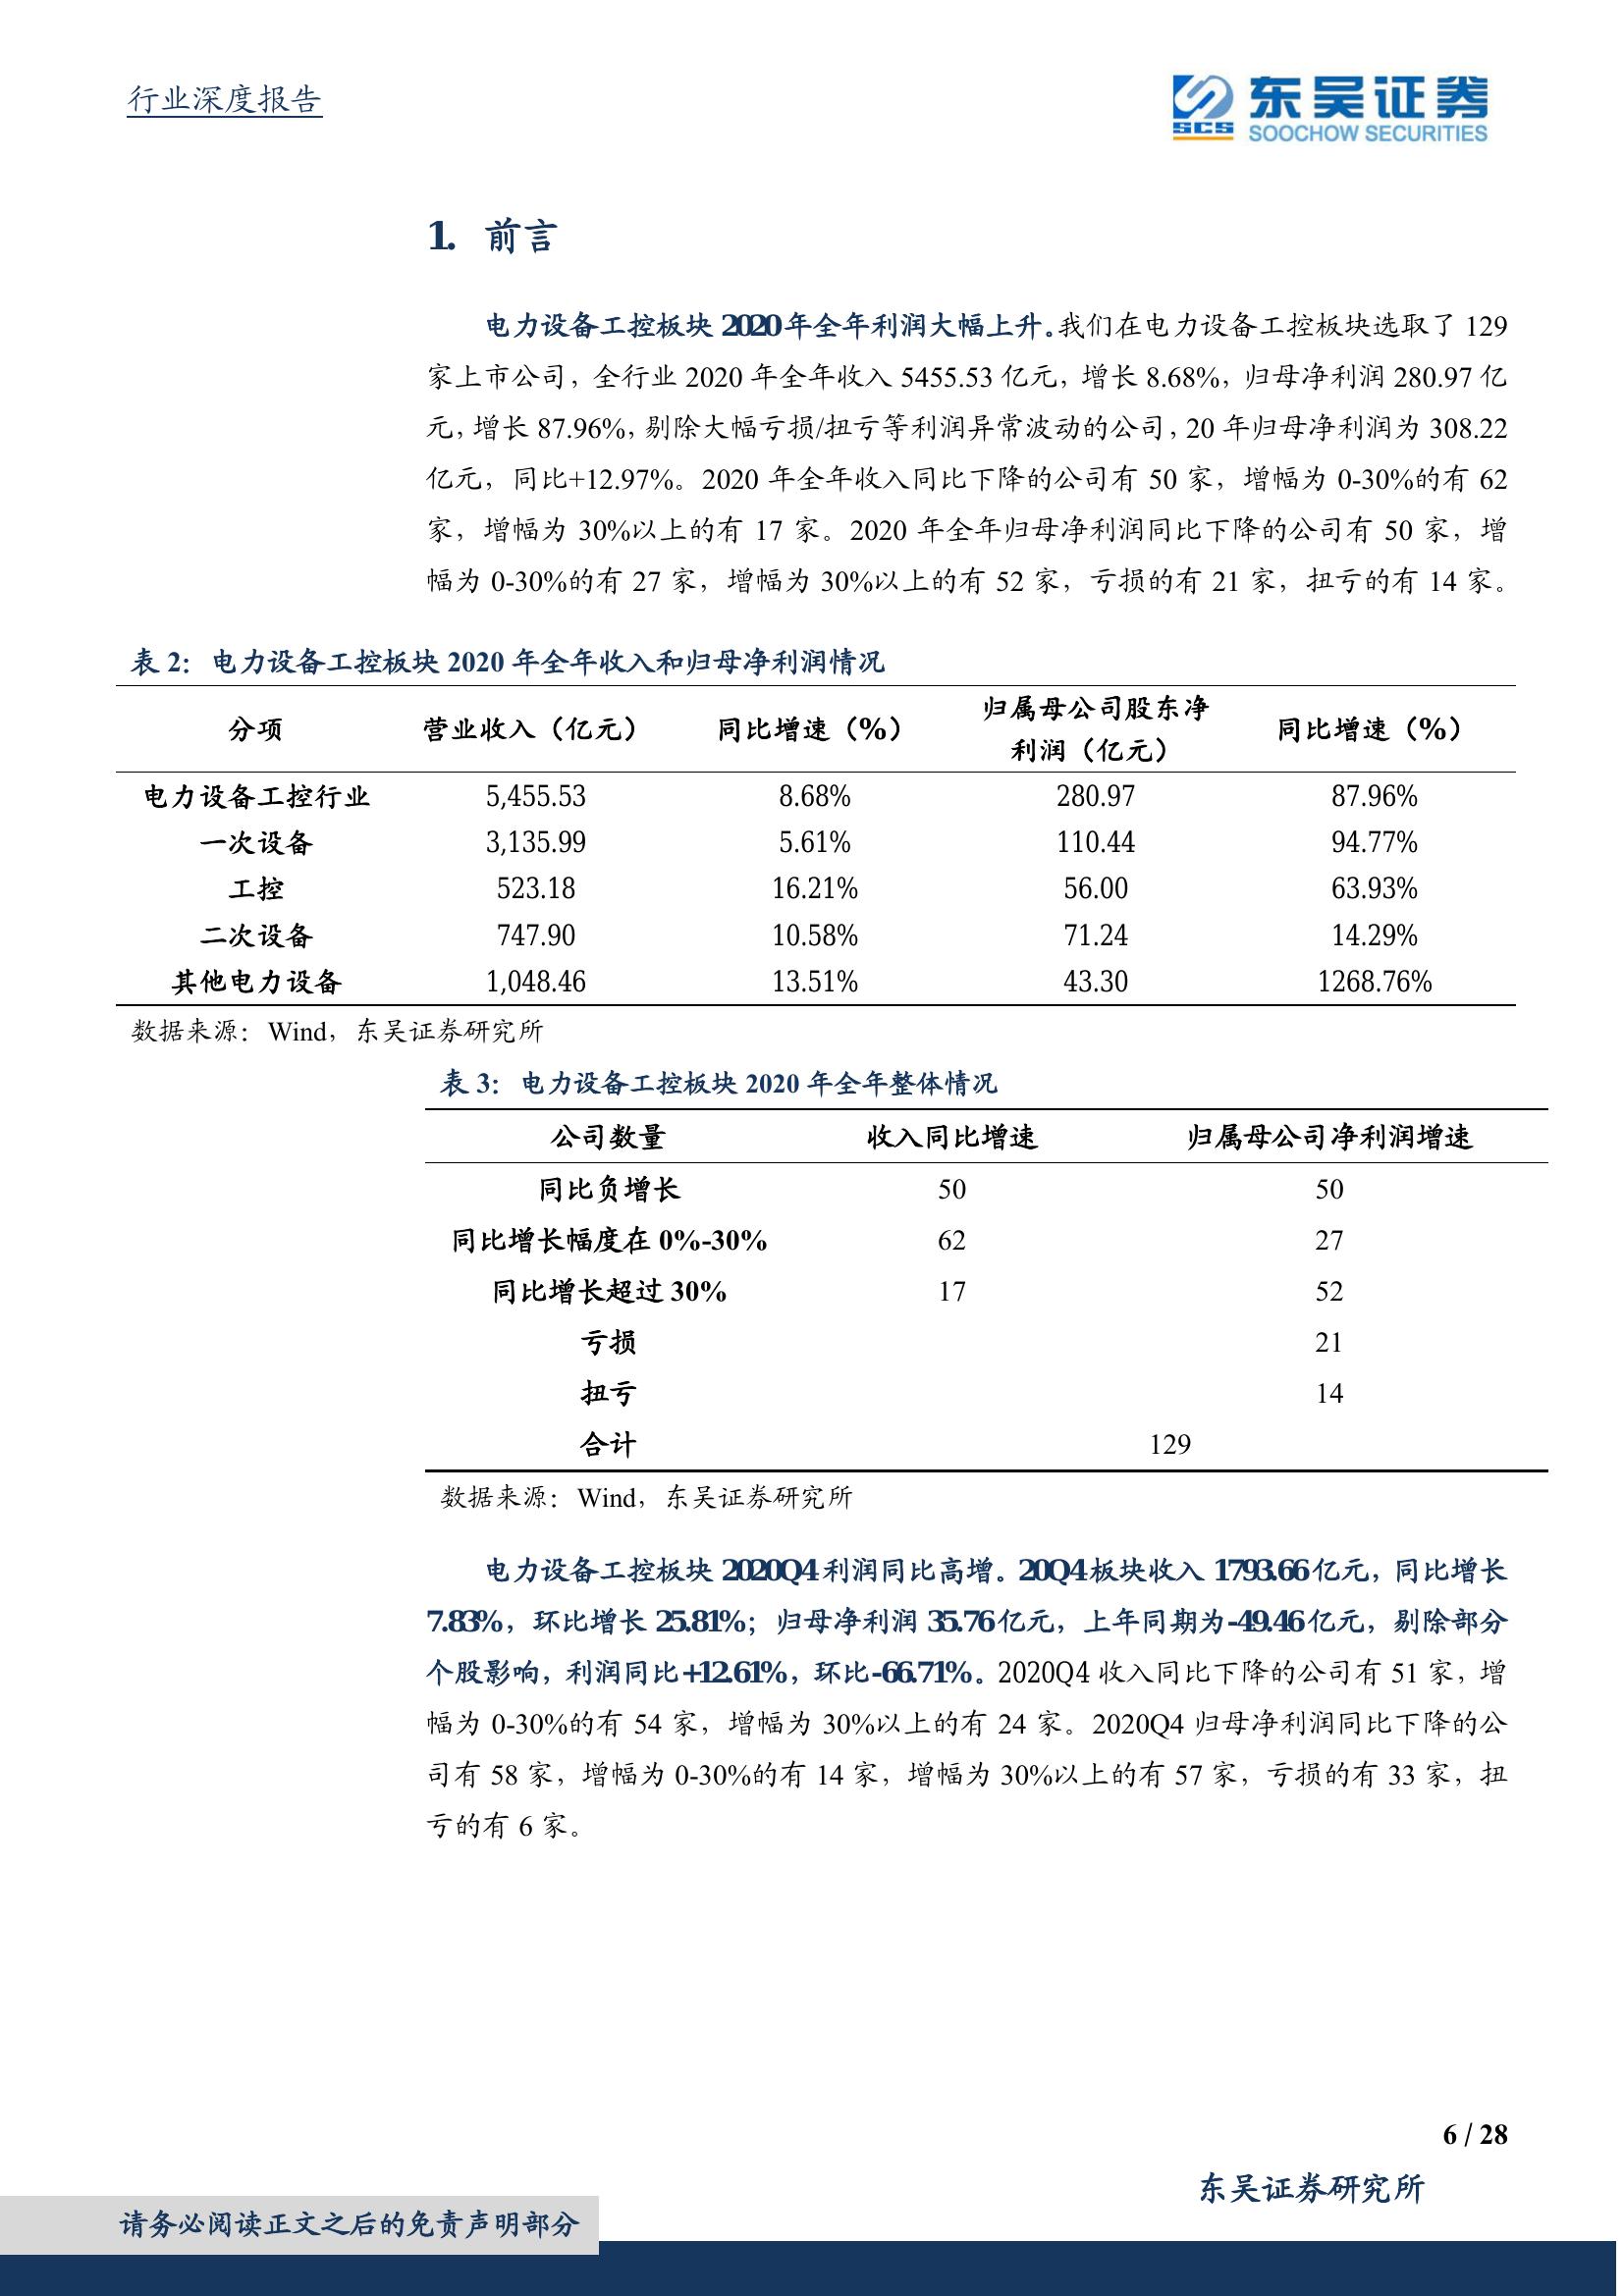 行业深度报告
东吴证券
SCS
SOOCHOW SECURITIES
1. 前言
电力设备工控板块 2020 年全年利润大幅上升。我们在电力设备工控板块选取了 129
家上市公司，全行业 2020 年全年收入 5455.53 亿元，增长 8.68%，归母净利润 280.97 亿
元，增长 87.96%，剔除大幅亏损/扭亏等利润异常波动的公司，20 年归母净利润为 308.22
亿元，同比+12.97%。2020 年全年收入同比下降的公司有 50 家，增幅为 0-30%的有 62
家，增幅为 30%以上的有 17 家。2020 年全年归母净利润同比下降的公司有 50 家，增
幅为 0-30%的有 27 家，增幅为 30%以上的有 52 家，亏损的有 21 家，扭亏的有 14 家。
表 2：电力设备工控板块 2020 年全年收入和归母净利润情况
分项 营业收入（亿元） 同比增速（%） 归属母公司股东净利润（亿元） 同比增速（%）
电力设备工控行业 5,455.53 8.68% 280.97 87.96%
一次设备 3,135.99 5.61% 110.44 94.77%
工控 523.18 16.21% 56.00 63.93%
二次设备 747.90 10.58% 71.24 14.29%
其他电力设备 1,048.46 13.51% 43.30 1268.76%
数据来源：Wind，东吴证券研究所
表 3：电力设备工控板块 2020 年全年整体情况
公司数量 收入同比增速 归属母公司净利润增速
同比负增长 50 50
同比增长幅度在 0%-30% 62 27
同比增长超过 30% 17 52
亏损 21
扭亏 14
合计 129
数据来源：Wind，东吴证券研究所
电力设备工控板块 2020Q4 利润同比高增。20Q4 板块收入 1793.66 亿元，同比增长
7.83%，环比增长 25.81%；归母净利润 35.76 亿元，上年同期为-49.46 亿元，剔除部分
个股影响，利润同比+12.61%，环比-66.71%。2020Q4 收入同比下降的公司有 51 家，增
幅为 0-30%的有 54 家，增幅为 30%以上的有 24 家。2020Q4 归母净利润同比下降的公
司有 58 家，增幅为 0-30%的有 14 家，增幅为 30%以上的有 57 家，亏损的有 33 家，扭
亏的有 6 家。
6 / 28
东吴证券研究所
请务必阅读正文之后的免责声明部分